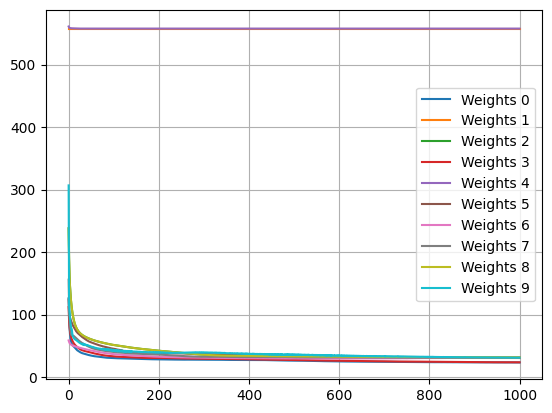 500
400
300
200
100
0
Weights 0
Weights 1
Weights 2
Weights 3
Weights 4
Weights 5
Weights 6
Weights 7
Weights 8
Weights 9
0 200 400 600 800 1000